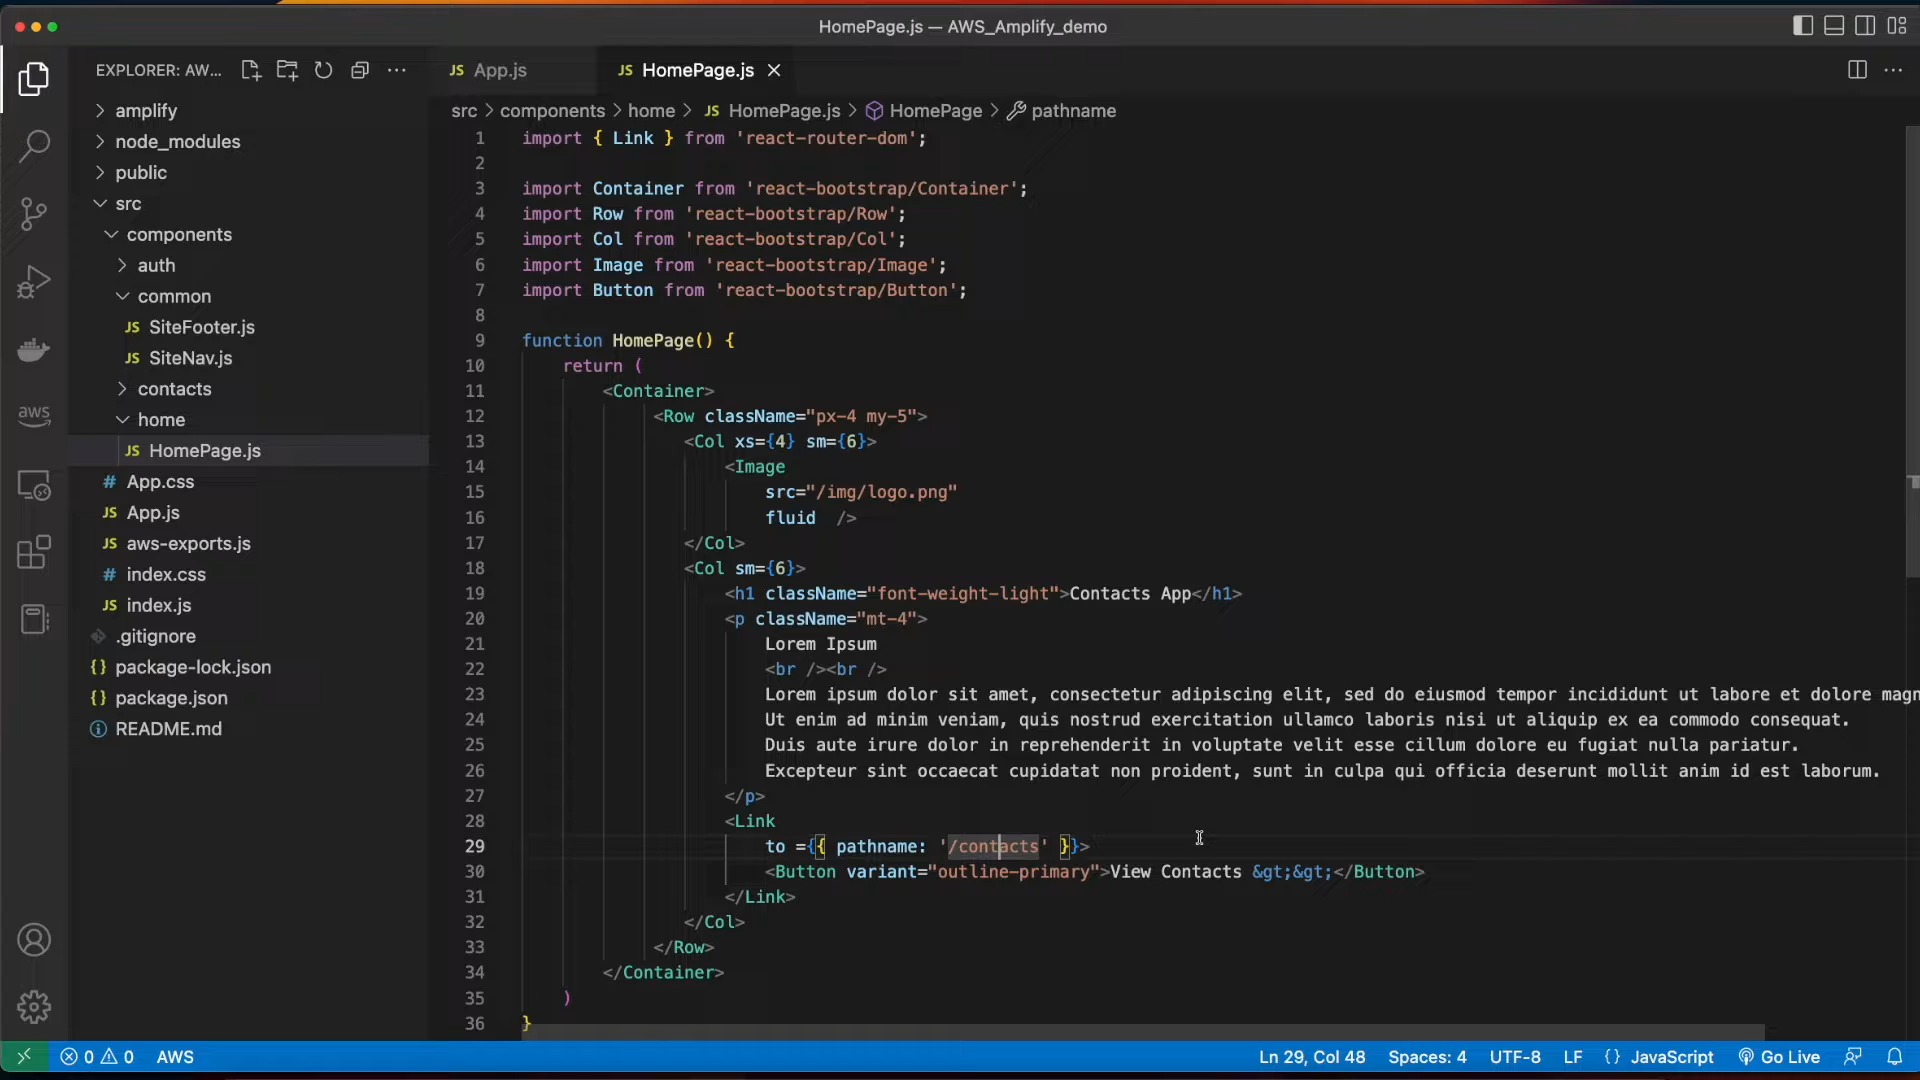 HomePage.js — AWS_Amplify_demo
EXPLORER: AW...
JS App.js
JS HomePage.js
src > components > home > JS HomePage.js > HomePage > pathname
amplify
node_modules
public
src
components
auth
common
JS SiteFooter.js
JS SiteNav.js
contacts
home
JS HomePage.js
# App.css
JS App.js
JS aws-exports.js
# index.css
JS index.js
.gitignore
{} package-lock.json
{} package.json
README.md
aws
1 import { Link } from 'react-router-dom';
2
3 import Container from 'react-bootstrap/Container';
4 import Row from 'react-bootstrap/Row';
5 import Col from 'react-bootstrap/Col';
6 import Image from 'react-bootstrap/Image';
7 import Button from 'react-bootstrap/Button';
8
9 function HomePage() {
10 return (
11 <Container>
12 <Row className="px-4 my-5">
13 <Col xs={4} sm={6}>
14 <Image
15 src="/img/logo.png"
16 fluid />
17 </Col>
18 <Col sm={6}>
19 <h1 className="font-weight-light">Contacts App</h1>
20 <p className="mt-4">
21 Lorem Ipsum
22 <br /><br />
23 Lorem ipsum dolor sit amet, consectetur adipiscing elit, sed do eiusmod tempor incididunt ut labore et dolore magn
24 Ut enim ad minim veniam, quis nostrud exercitation ullamco laboris nisi ut aliquip ex ea commodo consequat.
25 Duis aute irure dolor in reprehenderit in voluptate velit esse cillum dolore eu fugiat nulla pariatur.
26 Excepteur sint occaecat cupidatat non proident, sunt in culpa qui officia deserunt mollit anim id est laborum.
27 </p>
28 <Link
29 to ={{ pathname: '/contacts' }}>
30 <Button variant="outline-primary">View Contacts &gt;&gt;</Button>
31 </Link>
32 </Col>
33 </Row>
34 </Container>
35 )
36 }
0 0 AWS
Ln 29, Col 48 Spaces: 4 UTF-8 LF {} JavaScript Go Live